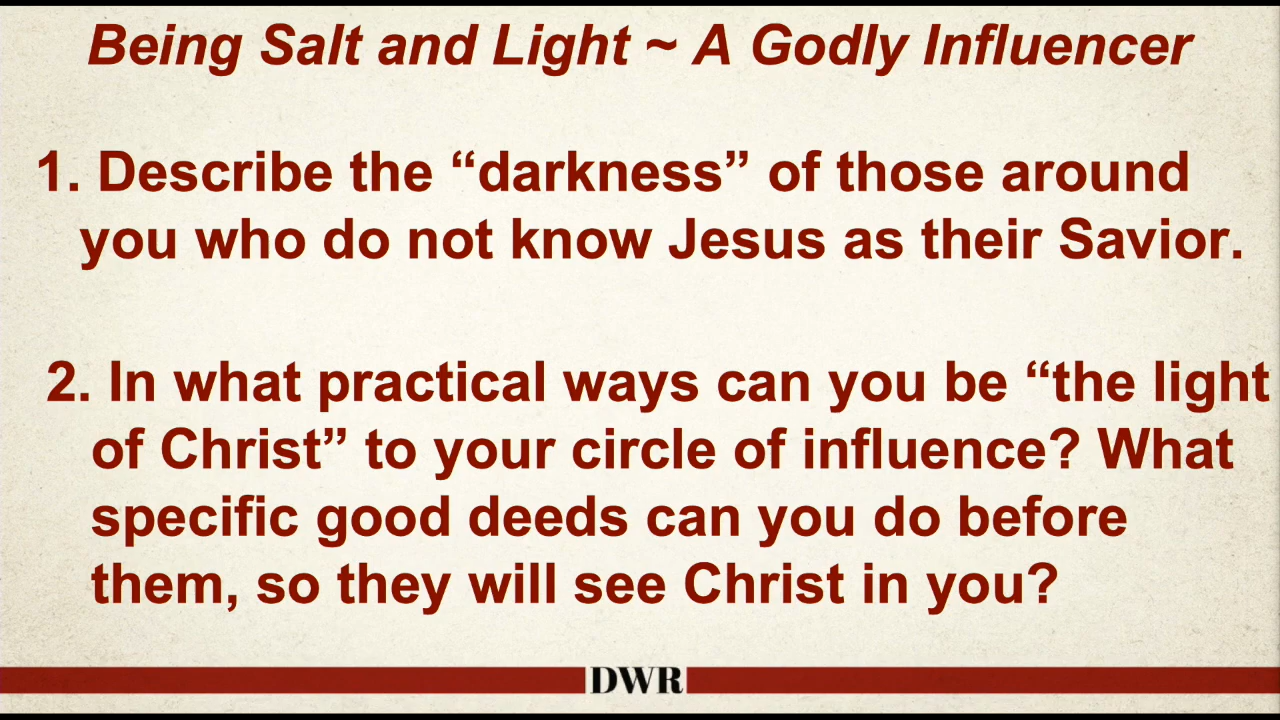 Being Salt and Light ~ A Godly Influencer
1. Describe the “darkness” of those around
you who do not know Jesus as their Savior.
2. In what practical ways can you be “the light
of Christ” to your circle of influence? What
specific good deeds can you do before
them, so they will see Christ in you?
DWR